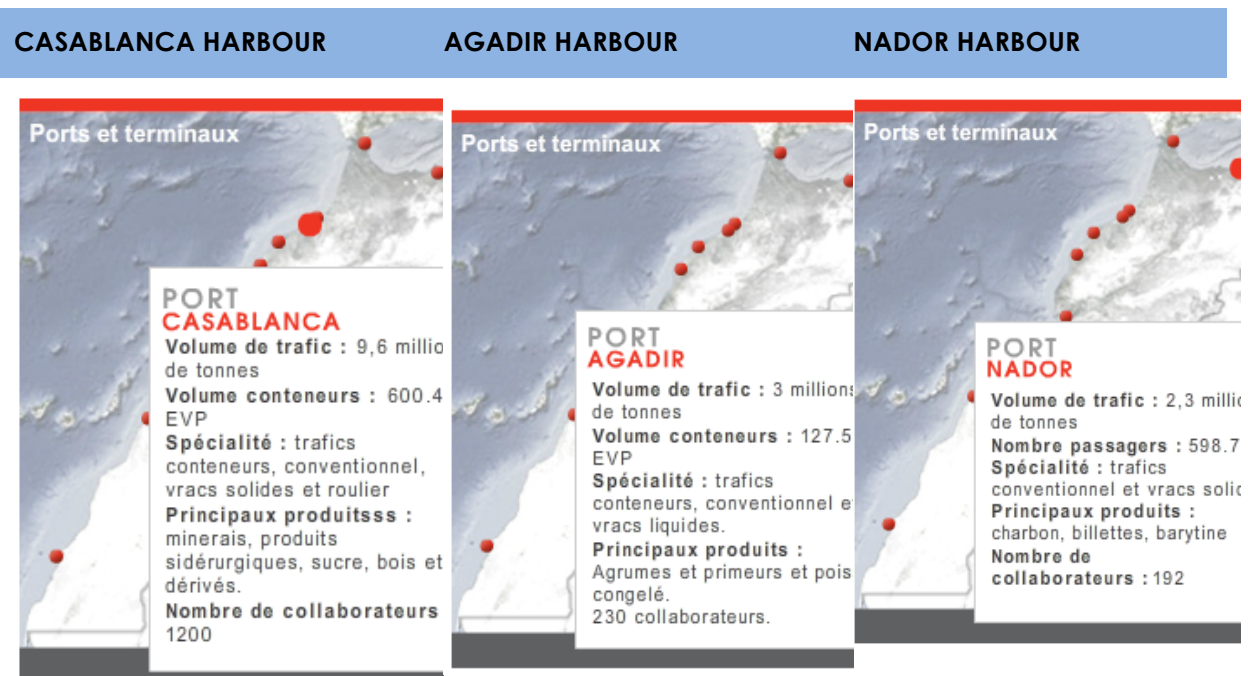 CASABLANCA HARBOUR
AGADIR HARBOUR
NADOR HARBOUR
Ports et terminaux
PORT
CASABLANCA
Volume de trafic : 9,6 millio
de tonnes
Volume conteneurs : 600.4
EVP
Spécialité : trafics
conteneurs, conventionnel,
vracs solides et roulier
Principaux produitsss :
minerais, produits
sidérurgiques, sucre, bois et
dérivés.
Nombre de collaborateurs
1200
Ports et terminaux
PORT
AGADIR
Volume de trafic : 3 millions
de tonnes
Volume conteneurs : 127.5
EVP
Spécialité : trafics
conteneurs, conventionnel e
vracs liquides.
Principaux produits :
Agrumes et primeurs et pois
congelé.
230 collaborateurs.
Ports et terminaux
PORT
NADOR
Volume de trafic : 2,3 millio
de tonnes
Nombre passagers : 598.7
Spécialité : trafics
conventionnel et vracs solid
Principaux produits :
charbon, billettes, barytine
Nombre de
collaborateurs : 192